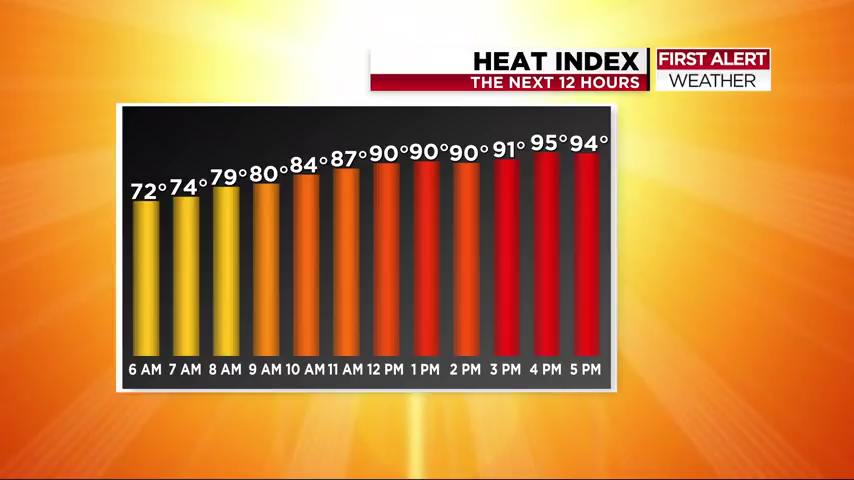 HEAT INDEX
THE NEXT 12 HOURS
FIRST ALERT
WEATHER
72° 74° 79° 80° 84° 87° 90° 90° 90° 91° 95° 94°
6 AM 7 AM 8 AM 9 AM 10 AM 11 AM 12 PM 1 PM 2 PM 3 PM 4 PM 5 PM